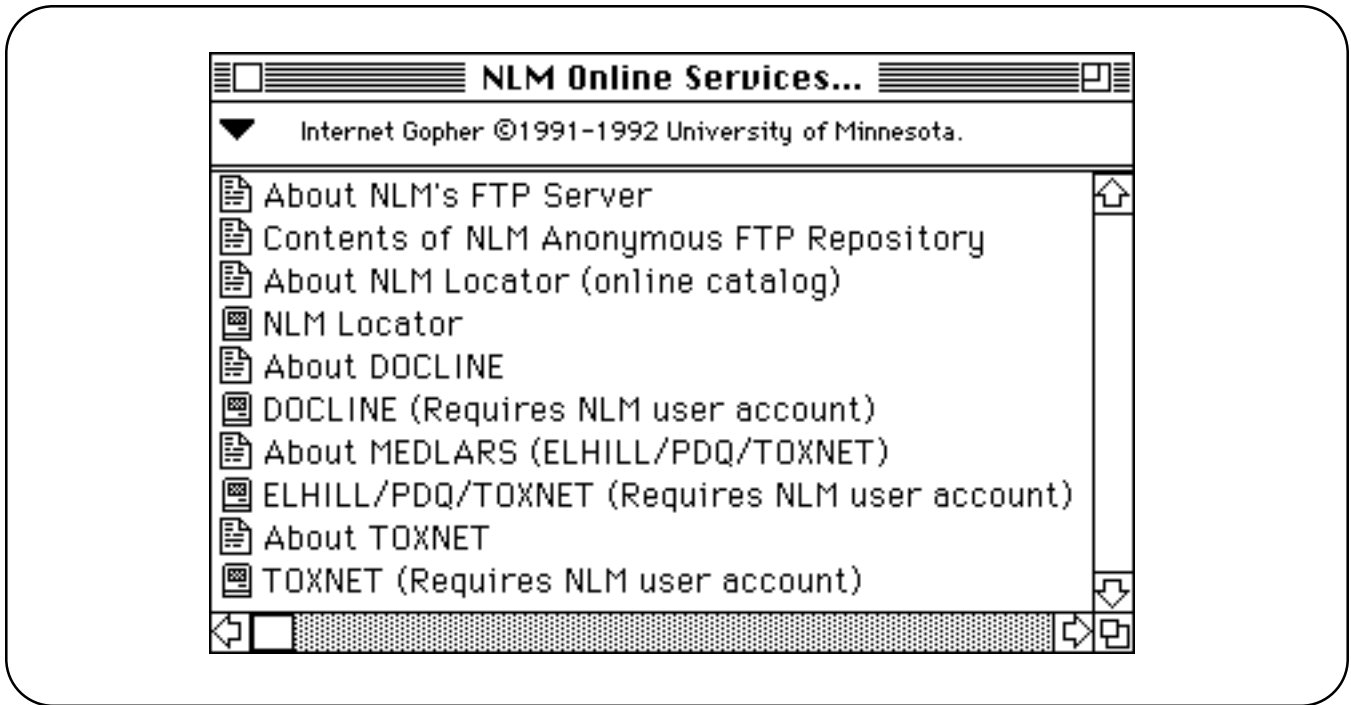 NLM Online Services...
Internet Gopher ©1991-1992 University of Minnesota.
About NLM's FTP Server
Contents of NLM Anonymous FTP Repository
About NLM Locator (online catalog)
NLM Locator
About DOCLINE
DOCLINE (Requires NLM user account)
About MEDLARS (ELHILL/PDQ/TOXNET)
ELHILL/PDQ/TOXNET (Requires NLM user account)
About TOXNET
TOXNET (Requires NLM user account)